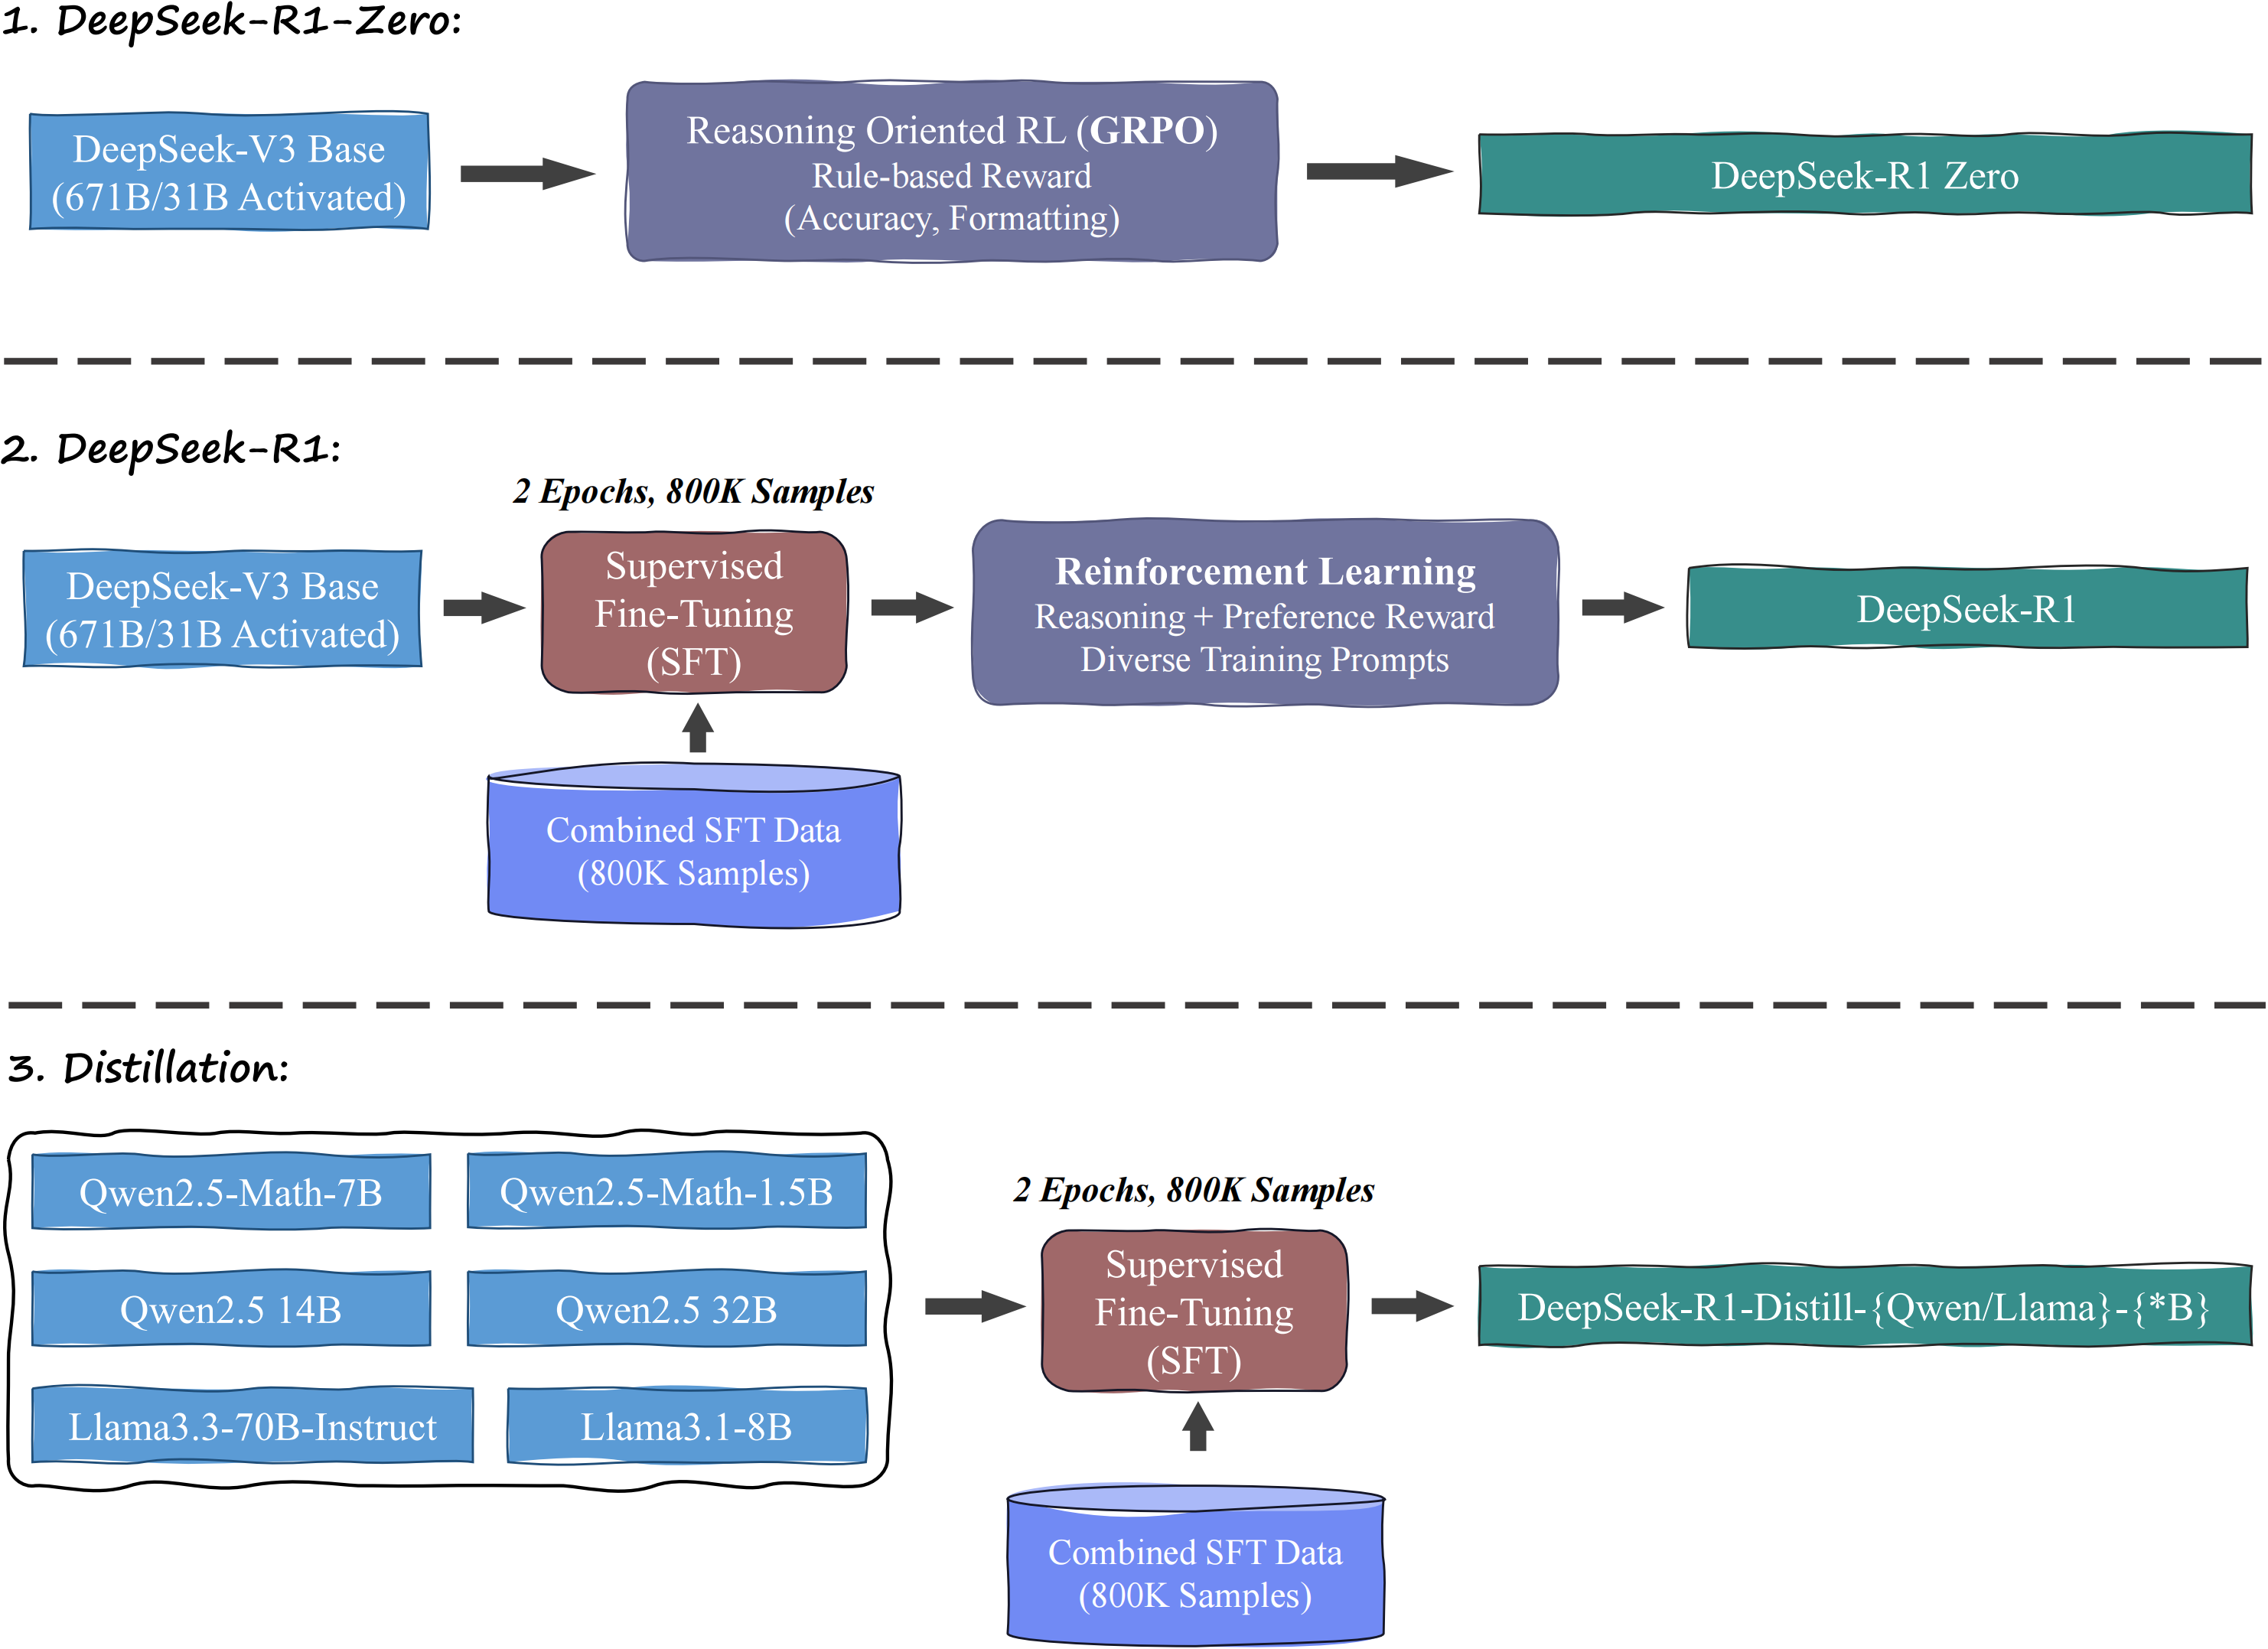 1. DeepSeek-R1-Zero:
DeepSeek-V3 Base
(671B/31B Activated)
Reasoning Oriented RL (GRPO)
Rule-based Reward
(Accuracy, Formatting)
DeepSeek-R1 Zero
2. DeepSeek-R1:
2 Epochs, 800K Samples
DeepSeek-V3 Base
(671B/31B Activated)
Supervised
Fine-Tuning
(SFT)
Reinforcement Learning
Reasoning + Preference Reward
Diverse Training Prompts
DeepSeek-R1
Combined SFT Data
(800K Samples)
3. Distillation:
Qwen2.5-Math-7B
Qwen2.5-Math-1.5B
Qwen2.5 14B
Qwen2.5 32B
Llama3.3-70B-Instruct
Llama3.1-8B
2 Epochs, 800K Samples
Supervised
Fine-Tuning
(SFT)
DeepSeek-R1-Distill-{Qwen/Llama}-{*B}
Combined SFT Data
(800K Samples)